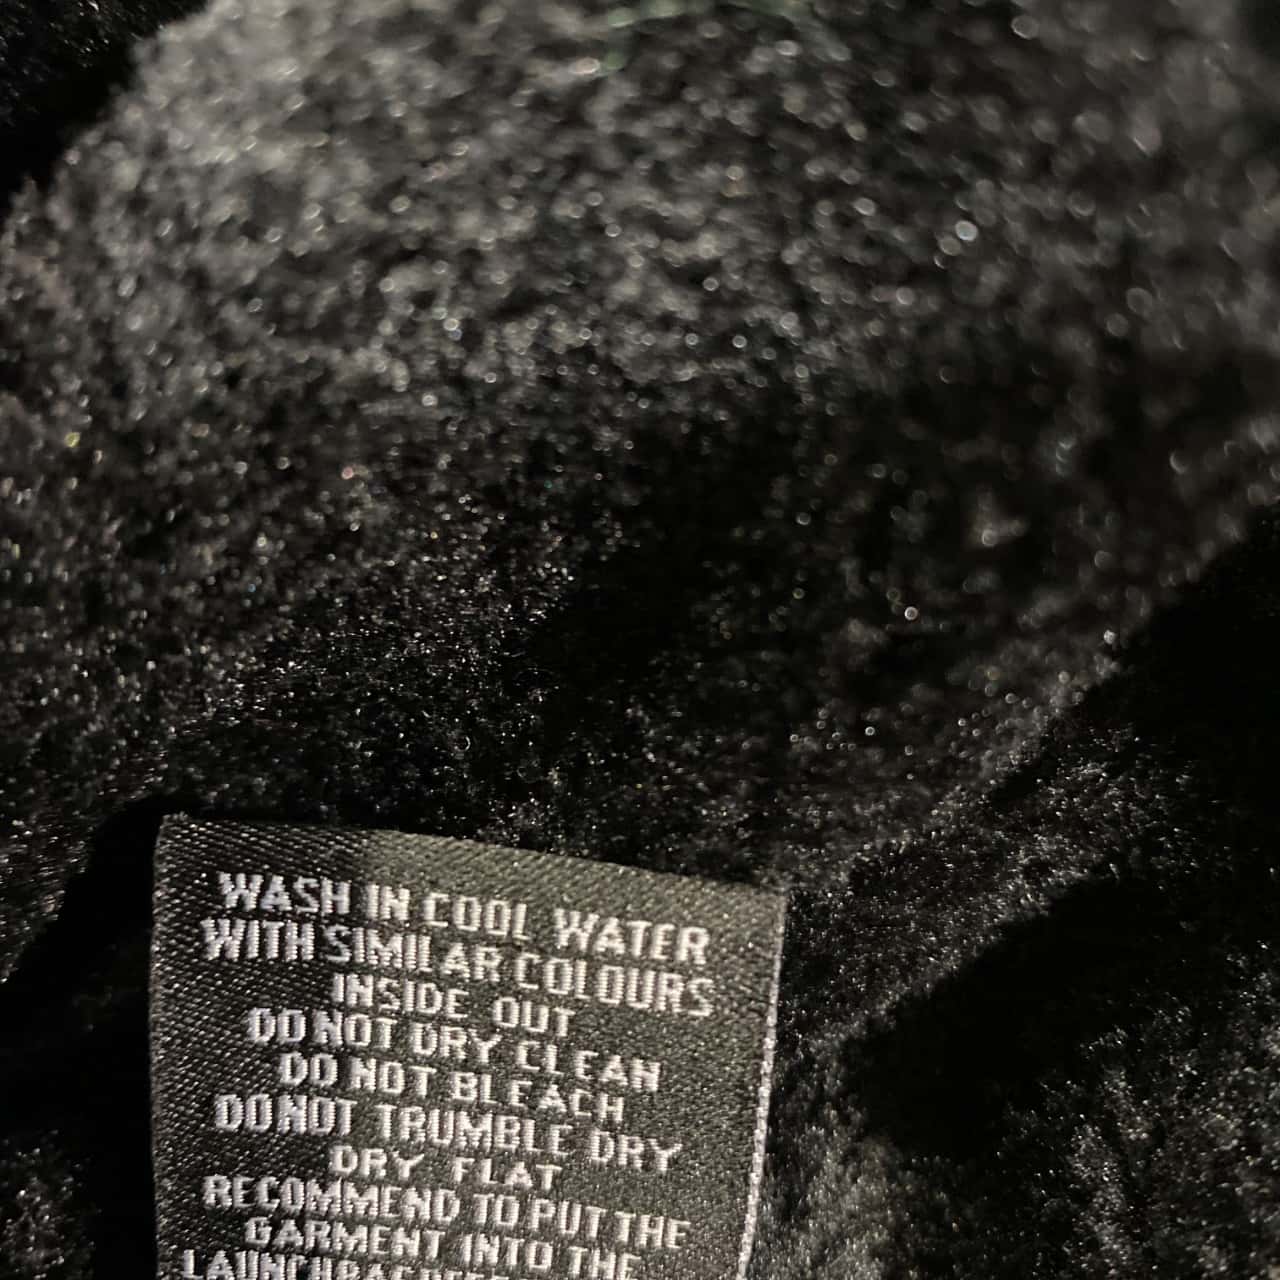 WASH IN COOL WATER
WITH SIMILAR COLOURS
INSIDE OUT
DO NOT DRY CLEAN
DO NOT BLEACH
DO NOT TRUMBLE DRY
DRY FLAT
RECOMMEND TO PUT THE
GARMENT INTO THE